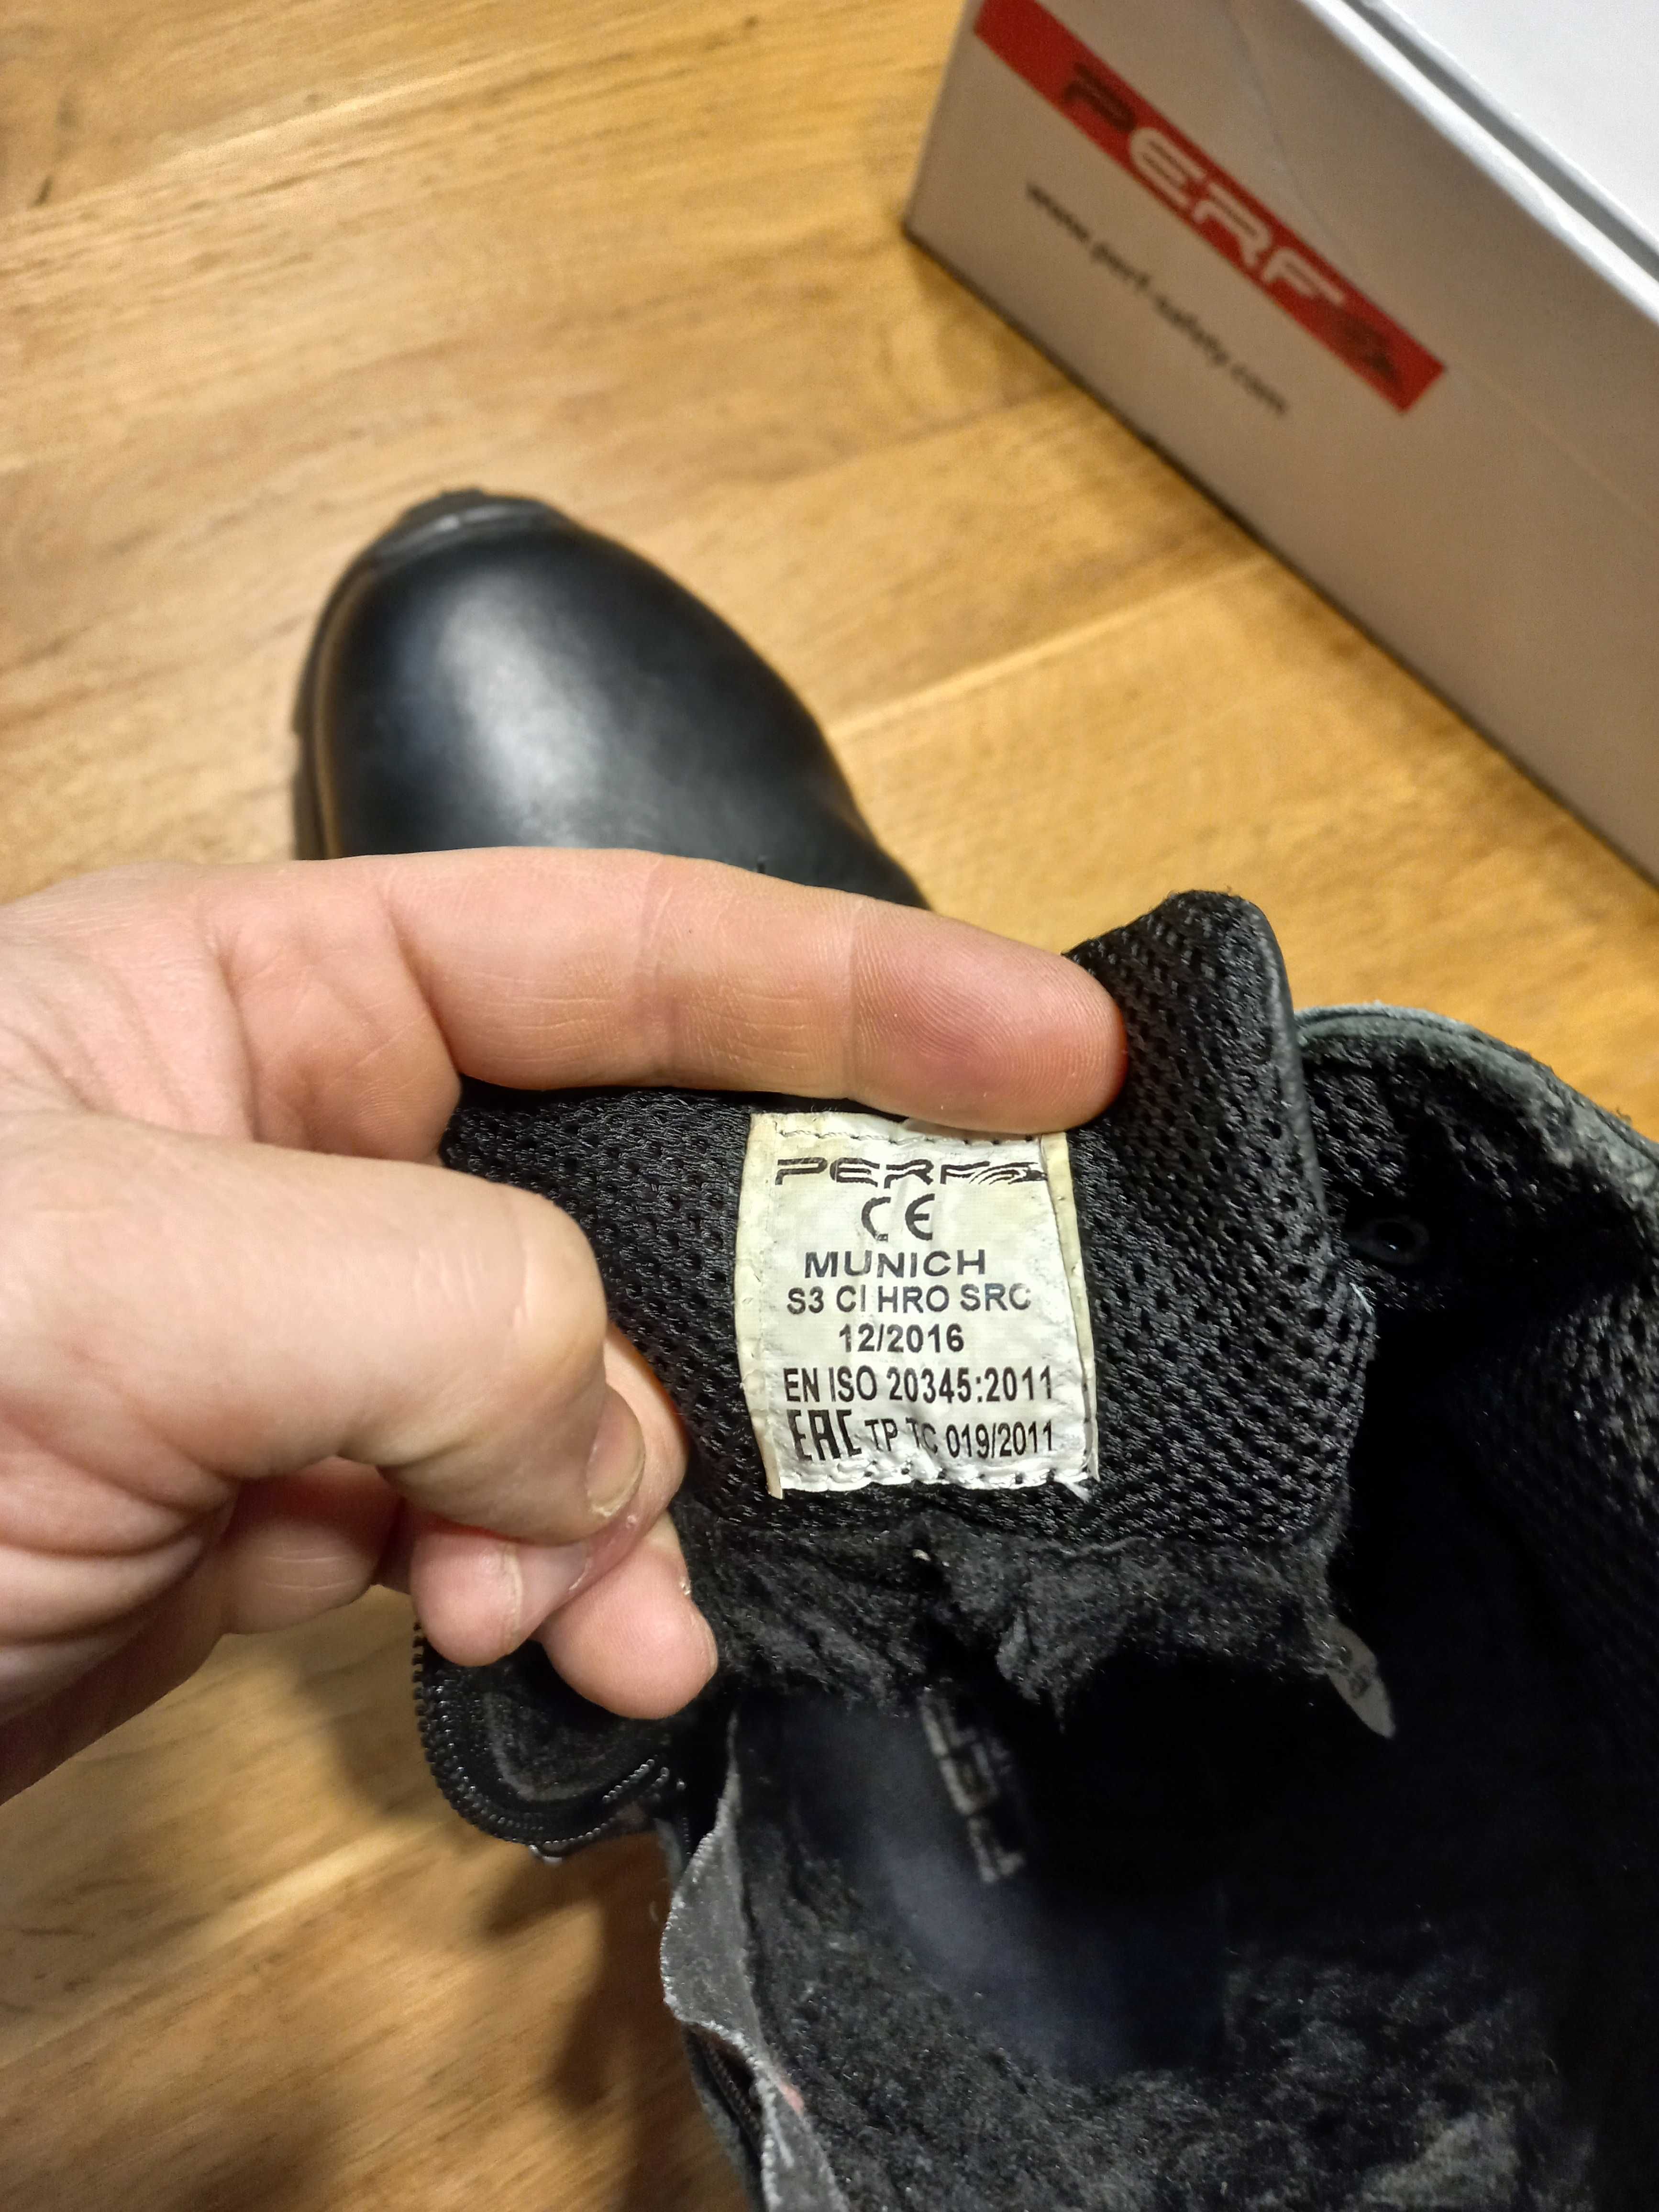 PERF
www.perf-safety.com
PERF
CE
MUNICH
S3 CI HRO SRC
12/2016
EN ISO 20345:2011
EAC TP TC 019/2011